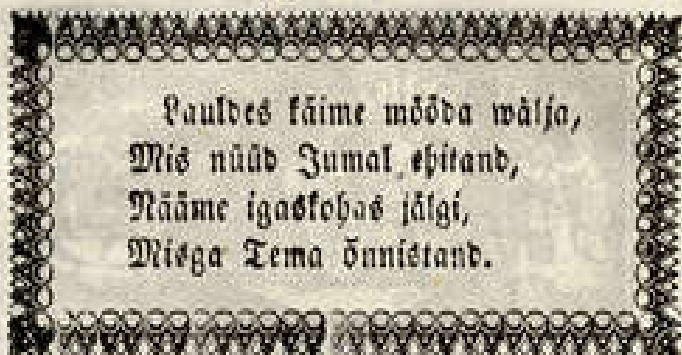 Lauldes käime mööda wälja,
Mis nüüd Jumal ehitand,
Nääme igaskohas jälgi,
Misga Tema õnnistand.